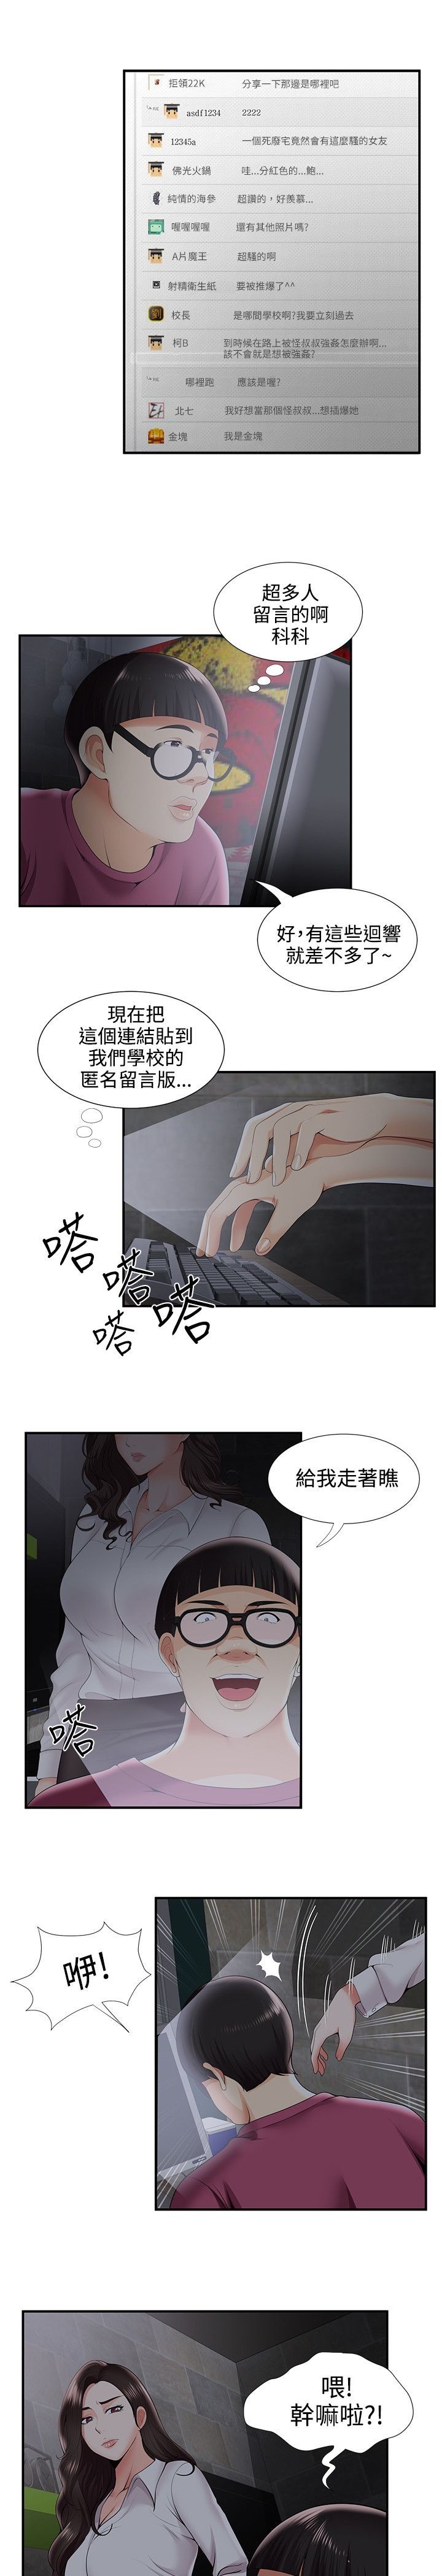 拒領22K 分享一下那邊是哪裡吧
asdf1234 2222
12345a 一個死廢宅竟然會有這麼騷的女友
佛光火鍋 哇...分紅色的...鮑...
純情的海參 超讚的，好羨慕...
喔喔喔喔 還有其他照片嗎?
A片魔王 超騷的啊
射精衛生紙 要被推爆了^^
校長 是哪間學校啊?我要立刻過去
柯B 到時候在路上被怪叔叔強姦怎麼辦啊...
該不會就是想被強姦?
哪裡跑 應該是喔?
北七 我好想當那個怪叔叔...想插爆她
金塊 我是金塊
超多人
留言的啊
科科
好，有這些迴響
就差不多了~
現在把
這個連結貼到
我們學校的
匿名留言版...
嗒
嗒
嗒
嗒
給我走著瞧
嗒
咿!
喂!
幹嘛啦?!